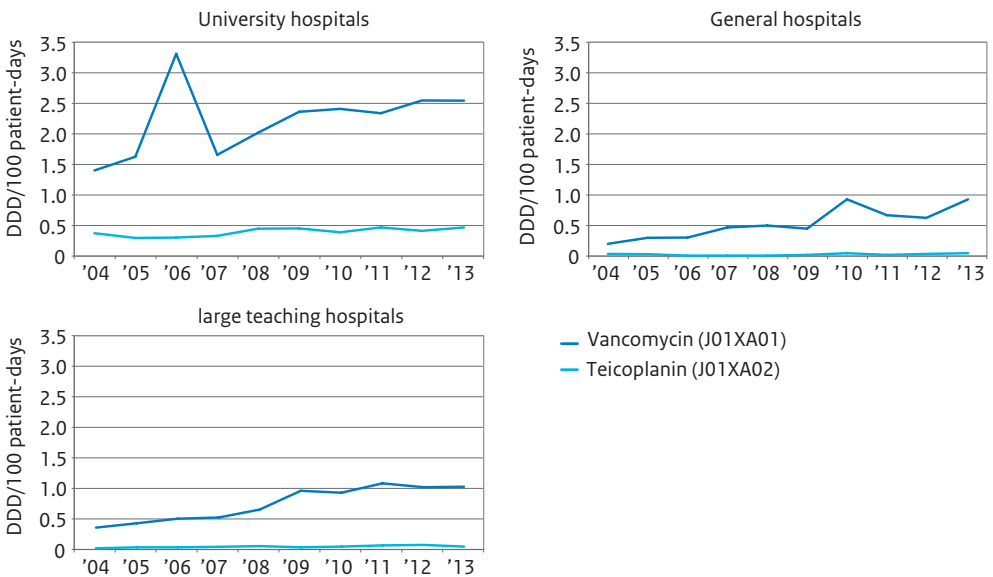 University hospitals
DDD/100 patient-days
3.5
3.0
2.5
2.0
1.5
1.0
0.5
0
’04 ’05 ’06 ’07 ’08 ’09 ’10 ’11 ’12 ’13
General hospitals
DDD/100 patient-days
3.5
3.0
2.5
2.0
1.5
1.0
0.5
0
’04 ’05 ’06 ’07 ’08 ’09 ’10 ’11 ’12 ’13
large teaching hospitals
DDD/100 patient-days
3.5
3.0
2.5
2.0
1.5
1.0
0.5
0
’04 ’05 ’06 ’07 ’08 ’09 ’10 ’11 ’12 ’13
Vancomycin (J01XA01)
Teicoplanin (J01XA02)